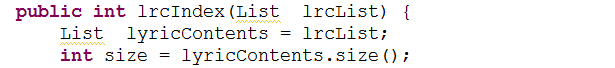 public int lrcIndex(List  lrcList) {
List  lyricContents = lrcList;
int size = lyricContents.size();